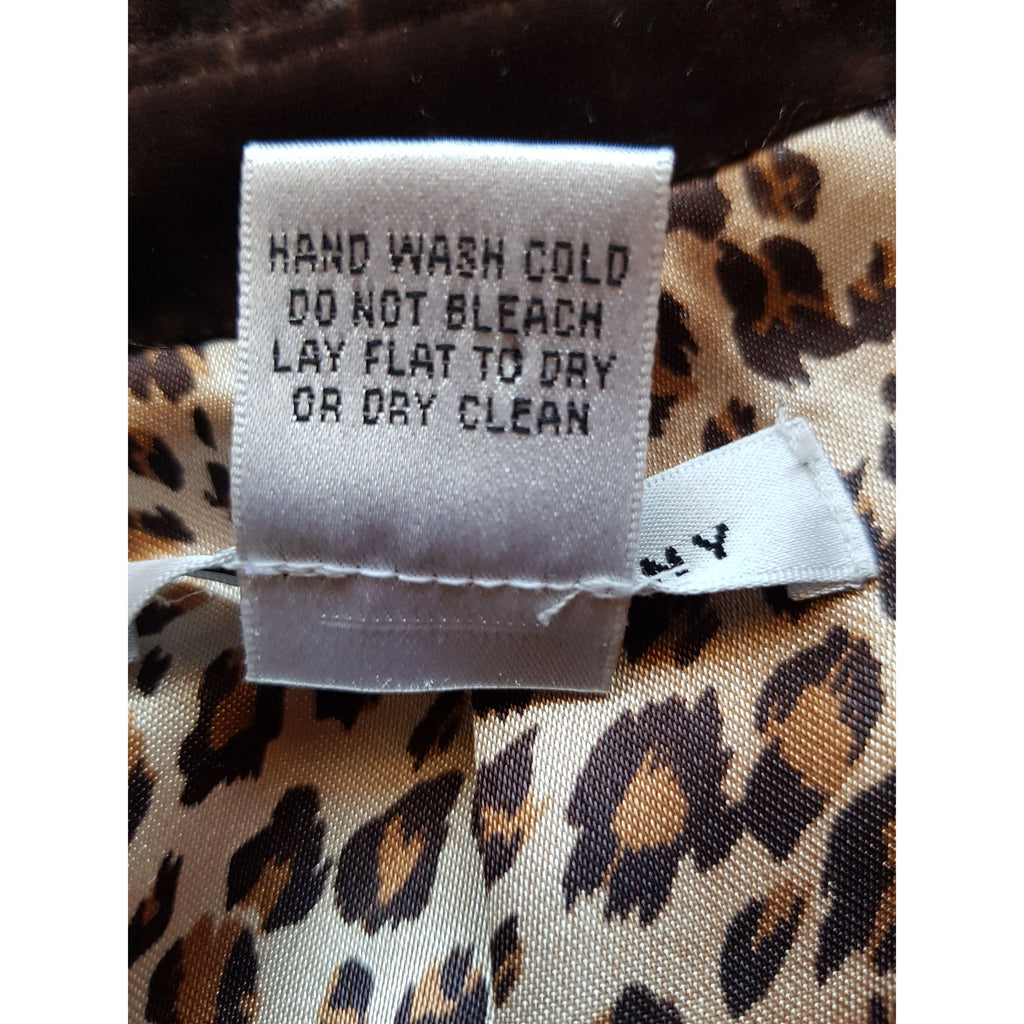 HAND WASH COLD
DO NOT BLEACH
LAY FLAT TO DRY
OR DRY CLEAN